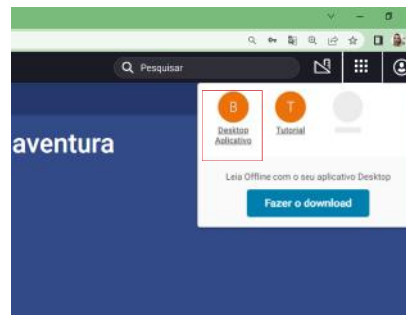 Pesquisar
aventura
B
T
Desktop
Aplicativo
Tutorial
Leia Offline com o seu aplicativo Desktop
Fazer o download